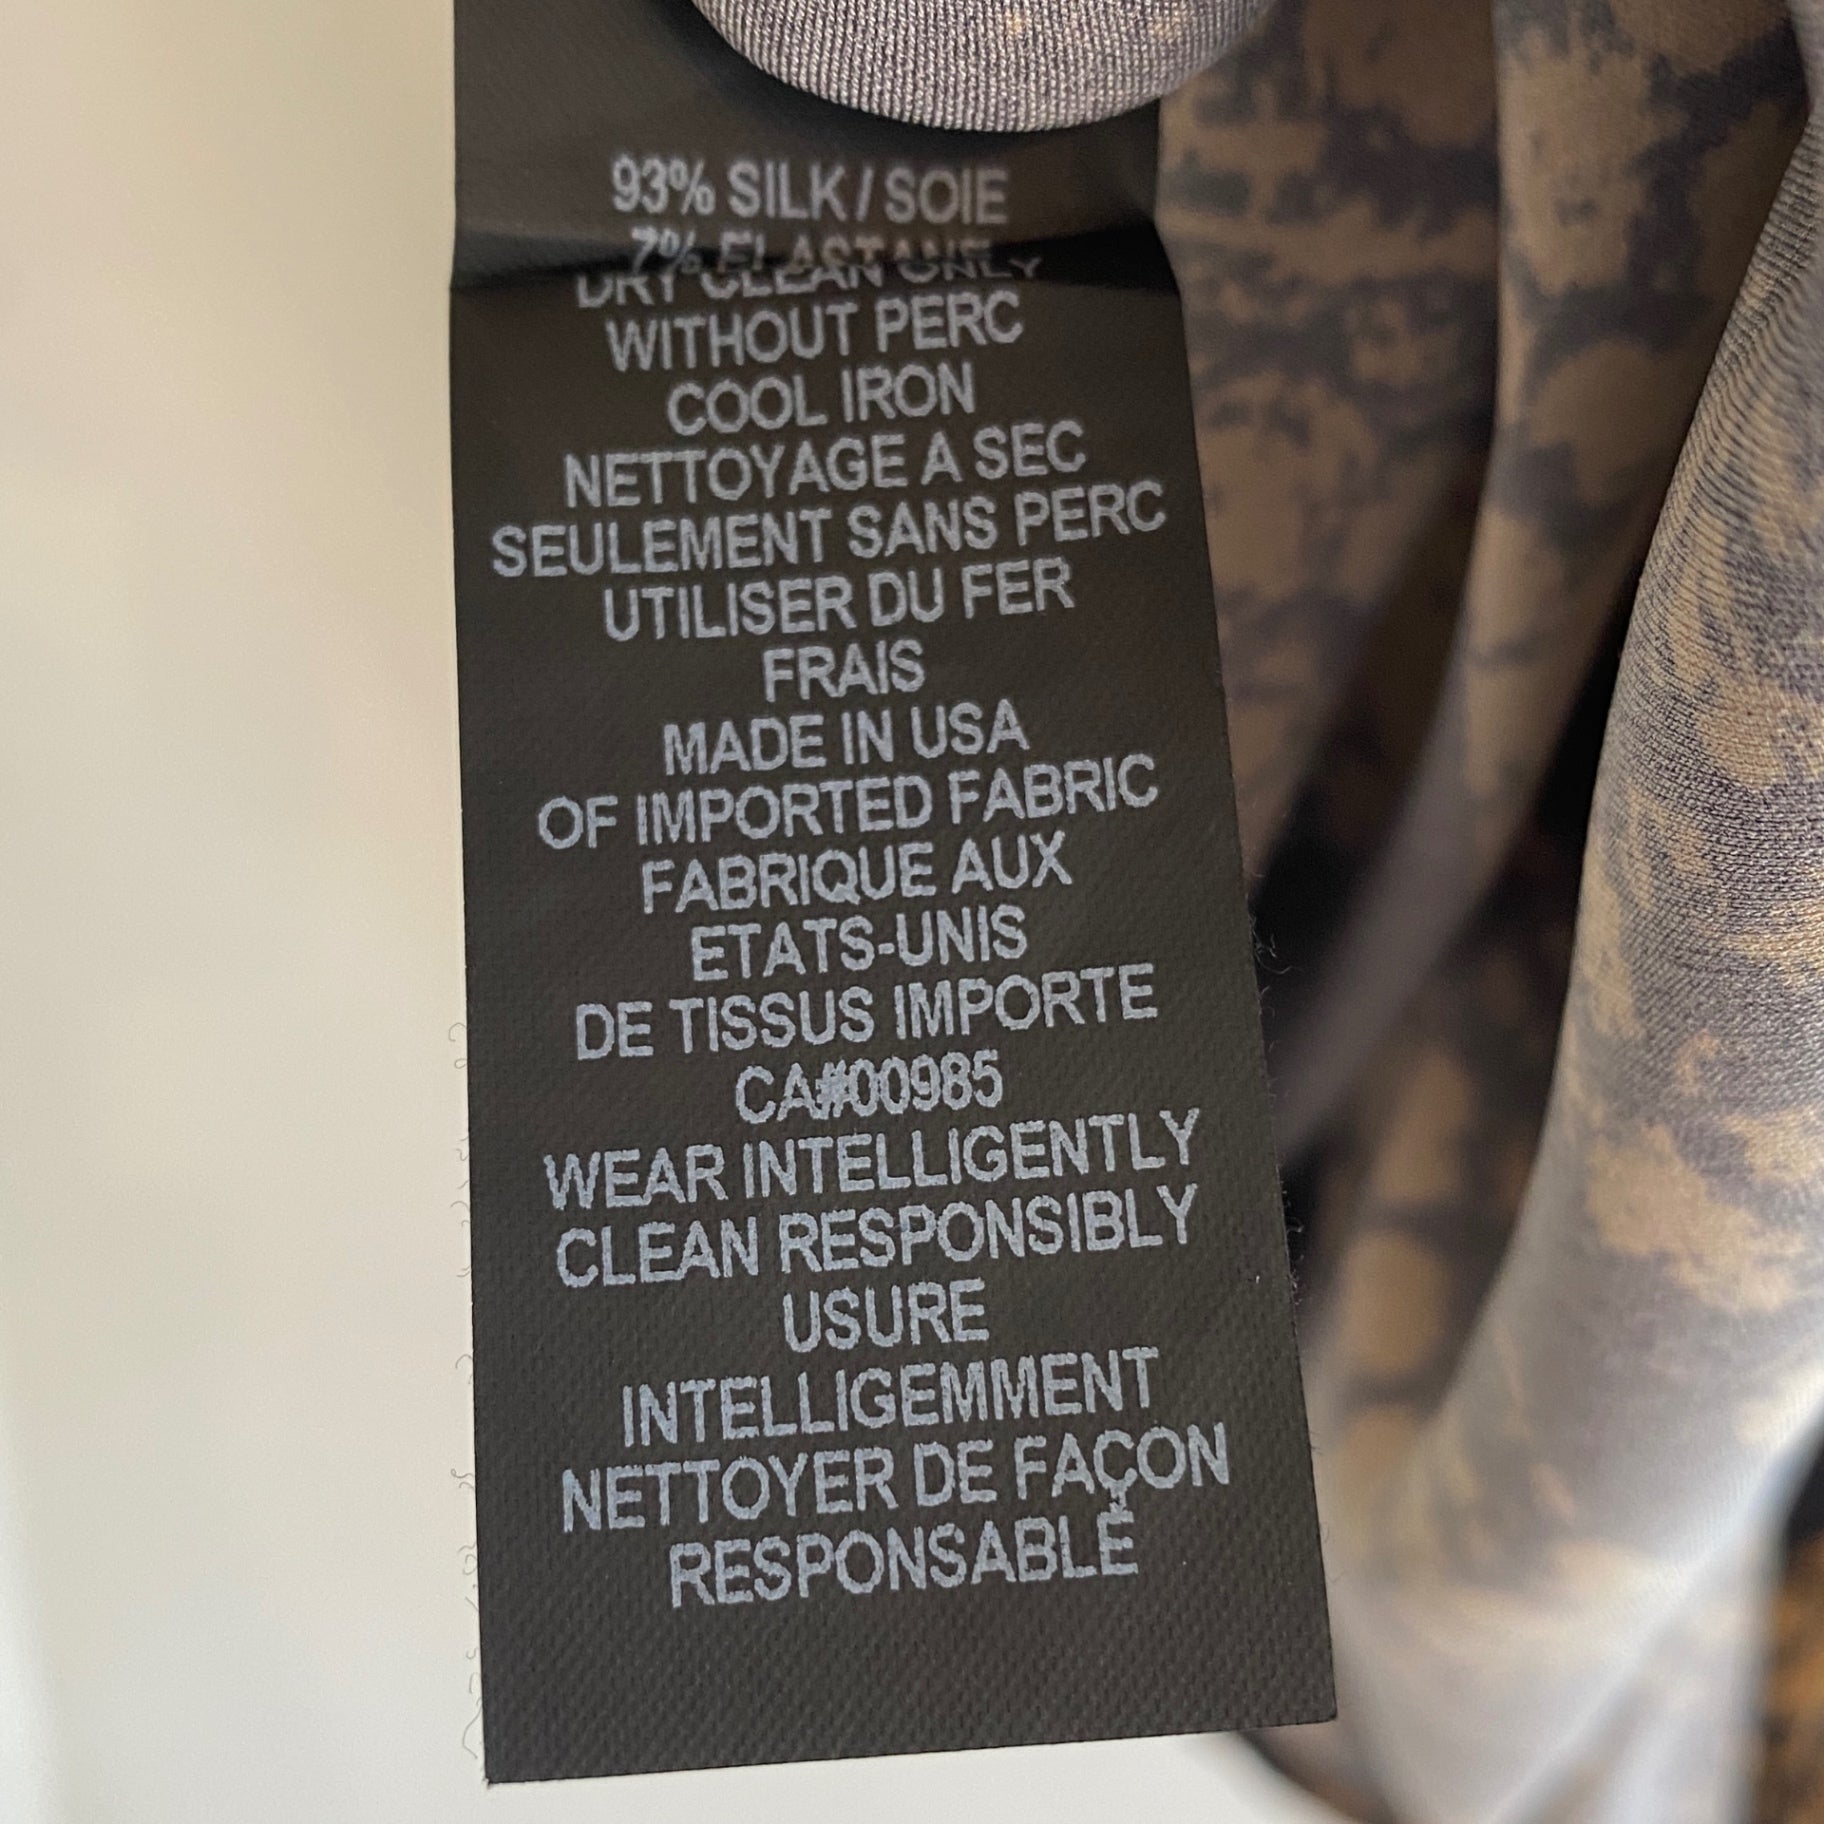 93% SILK / SOIE
7% ELASTANE
DRY CLEAN ONLY
WITHOUT PERC
COOL IRON
NETTOYAGE A SEC
SEULEMENT SANS PERC
UTILISER DU FER
FRAIS
MADE IN USA
OF IMPORTED FABRIC
FABRIQUE AUX
ETATS-UNIS
DE TISSUS IMPORTE
CA#00985
WEAR INTELLIGENTLY
CLEAN RESPONSIBLY
USURE
INTELLIGEMMENT
NETTOYER DE FAÇON
RESPONSABLE